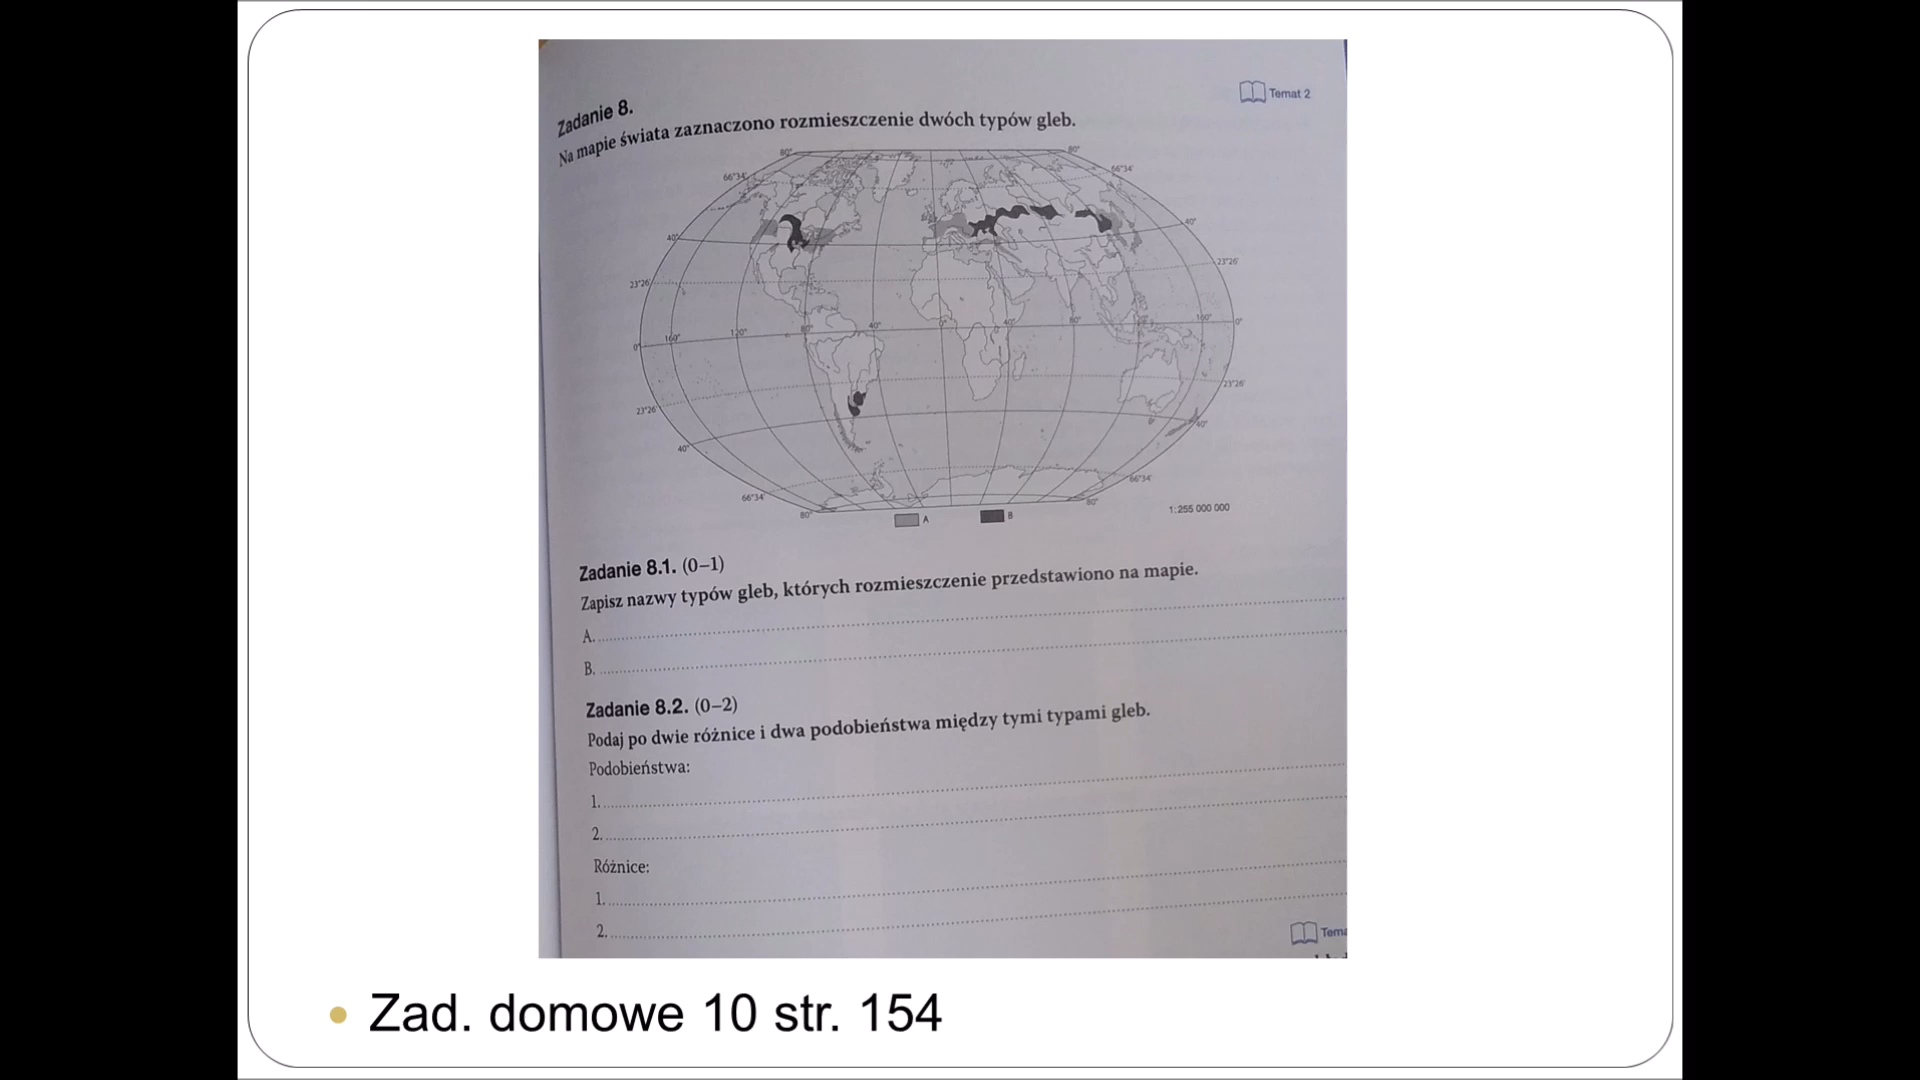 Temat 2
Zadanie 8.
Na mapie świata zaznaczono rozmieszczenie dwóch typów gleb.
80° 80°
66°34' 66°34'
40° 40°
23°26' 23°26'
160° 120° 80° 40° 0° 40° 80° 160° 0°
0°
23°26'
23°26'
40° 40°
66°34' 66°34'
80° 80°
A B
1:255 000 000
Zadanie 8.1. (0–1)
Zapisz nazwy typów gleb, których rozmieszczenie przedstawiono na mapie.
A.
B.
Zadanie 8.2. (0–2)
Podaj po dwie różnice i dwa podobieństwa między tymi typami gleb.
Podobieństwa:
1.
2.
Różnice:
1.
2.
Zad. domowe 10 str. 154